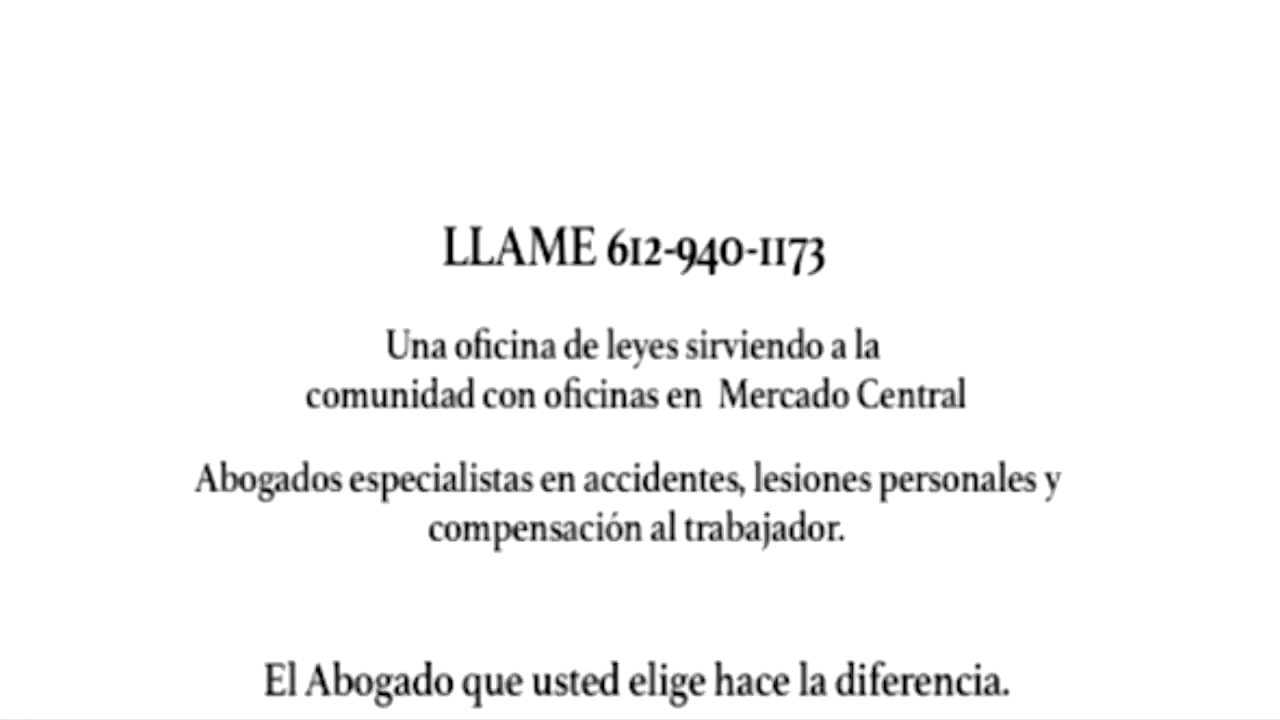 LLAME 612-940-1173
Una oficina de leyes sirviendo a la
comunidad con oficinas en Mercado Central
Abogados especialistas en accidentes, lesiones personales y
compensación al trabajador.
El Abogado que usted elige hace la diferencia.